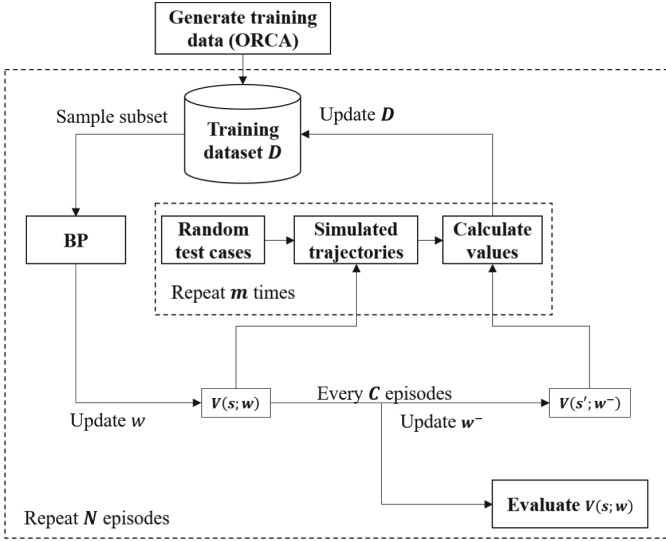 Generate training
data (ORCA)
Sample subset
Update D
Training
dataset D
BP
Random
test cases
Simulated
trajectories
Calculate
values
Repeat m times
Update w
V(s; w)
Every C episodes
Update w⁻
V(s′; w⁻)
Evaluate V(s; w)
Repeat N episodes